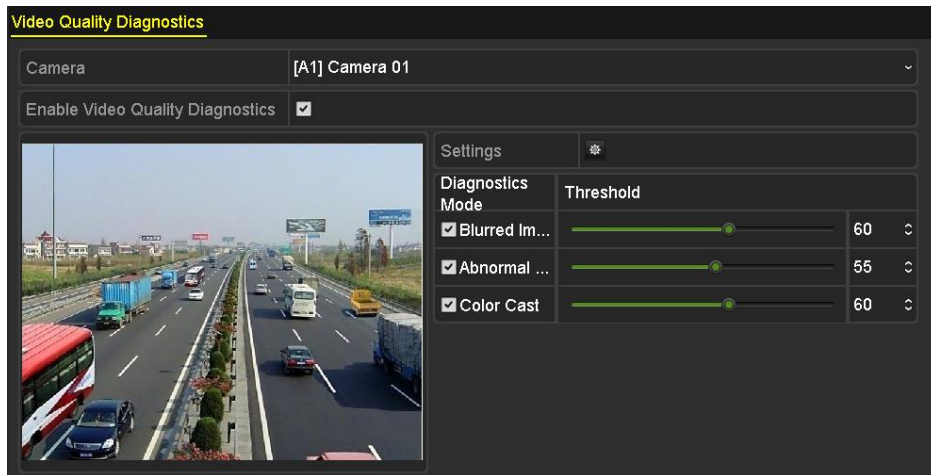 Video Quality Diagnostics
Camera [A1] Camera 01
Enable Video Quality Diagnostics
Settings
Diagnostics Mode Threshold
Blurred Im... 60
Abnormal ... 55
Color Cast 60